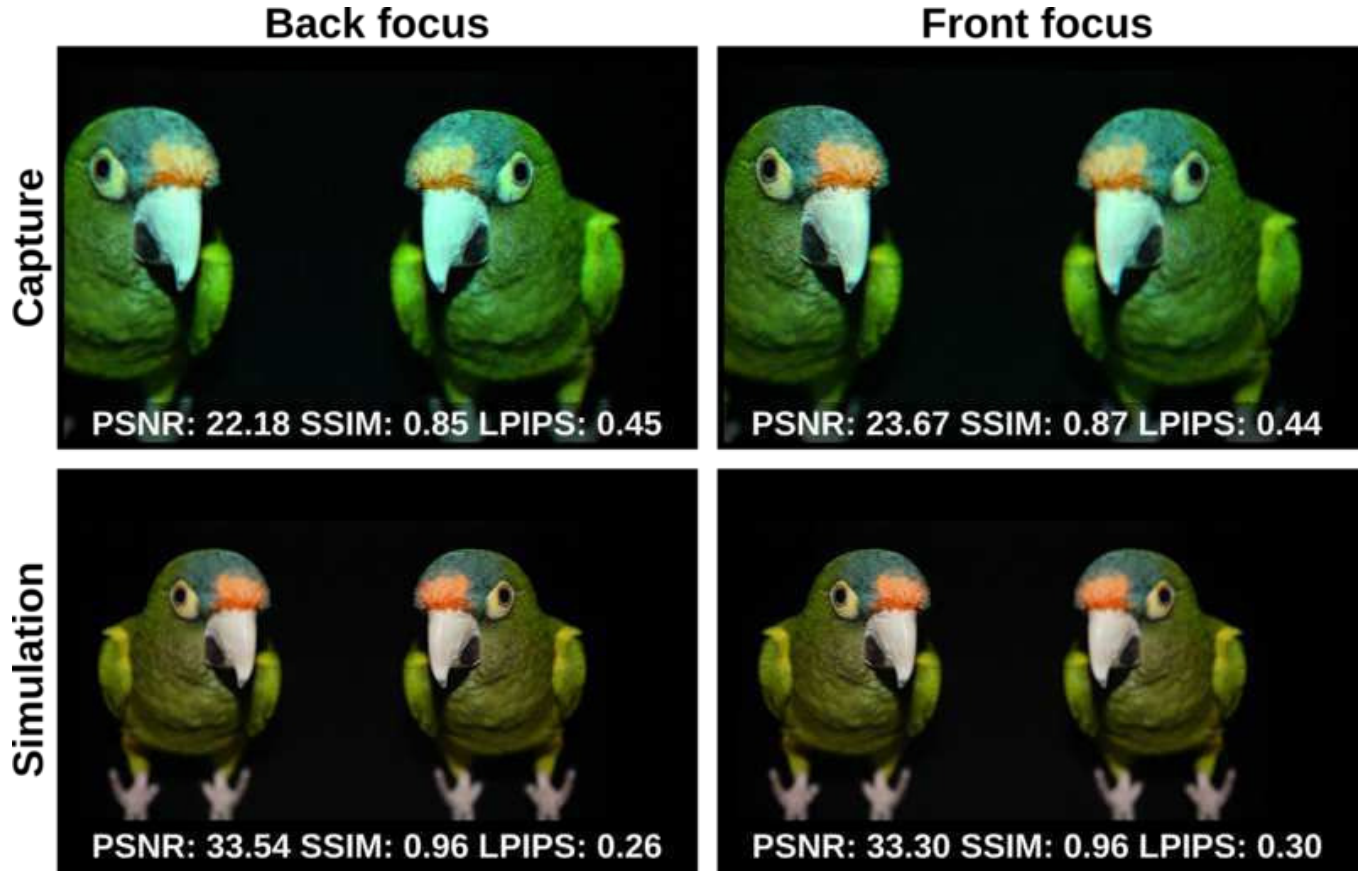 Back focus
Front focus
Capture
PSNR: 22.18 SSIM: 0.85 LPIPS: 0.45
PSNR: 23.67 SSIM: 0.87 LPIPS: 0.44
Simulation
PSNR: 33.54 SSIM: 0.96 LPIPS: 0.26
PSNR: 33.30 SSIM: 0.96 LPIPS: 0.30